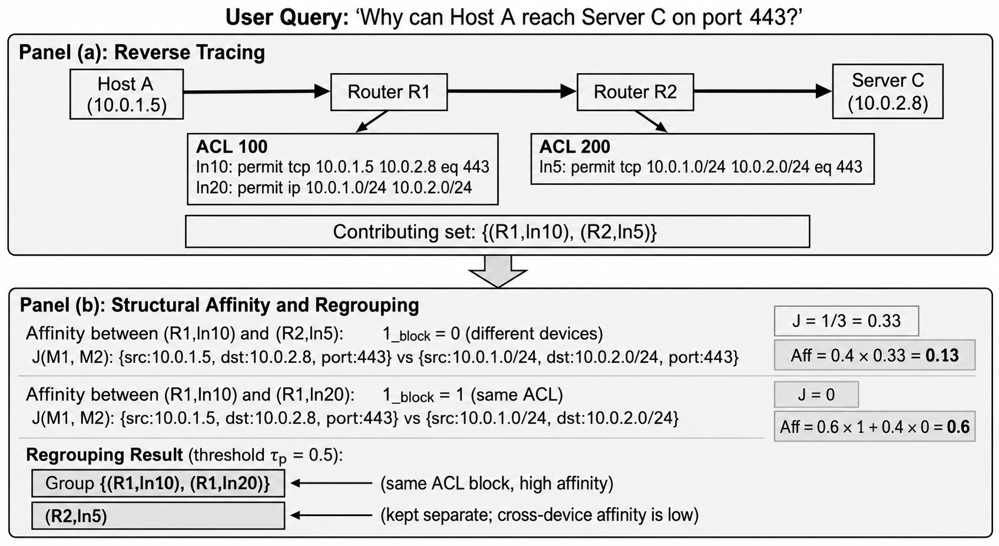 User Query: ‘Why can Host A reach Server C on port 443?’
Panel (a): Reverse Tracing
Host A
(10.0.1.5)
Router R1
Router R2
Server C
(10.0.2.8)
ACL 100
ln10: permit tcp 10.0.1.5 10.0.2.8 eq 443
ln20: permit ip 10.0.1.0/24 10.0.2.0/24
ACL 200
ln5: permit tcp 10.0.1.0/24 10.0.2.0/24 eq 443
Contributing set: {(R1,ln10), (R2,ln5)}
Panel (b): Structural Affinity and Regrouping
Affinity between (R1,ln10) and (R2,ln5): 1_block = 0 (different devices)
J(M1, M2): {src:10.0.1.5, dst:10.0.2.8, port:443} vs {src:10.0.1.0/24, dst:10.0.2.0/24, port:443}
J = 1/3 = 0.33
Aff = 0.4 × 0.33 = 0.13
Affinity between (R1,ln10) and (R1,ln20): 1_block = 1 (same ACL)
J(M1, M2): {src:10.0.1.5, dst:10.0.2.8, port:443} vs {src:10.0.1.0/24, dst:10.0.2.0/24}
J = 0
Aff = 0.6 × 1 + 0.4 × 0 = 0.6
Regrouping Result (threshold τp = 0.5):
Group {(R1,ln10), (R1,ln20)}
(same ACL block, high affinity)
(R2,ln5)
(kept separate; cross-device affinity is low)